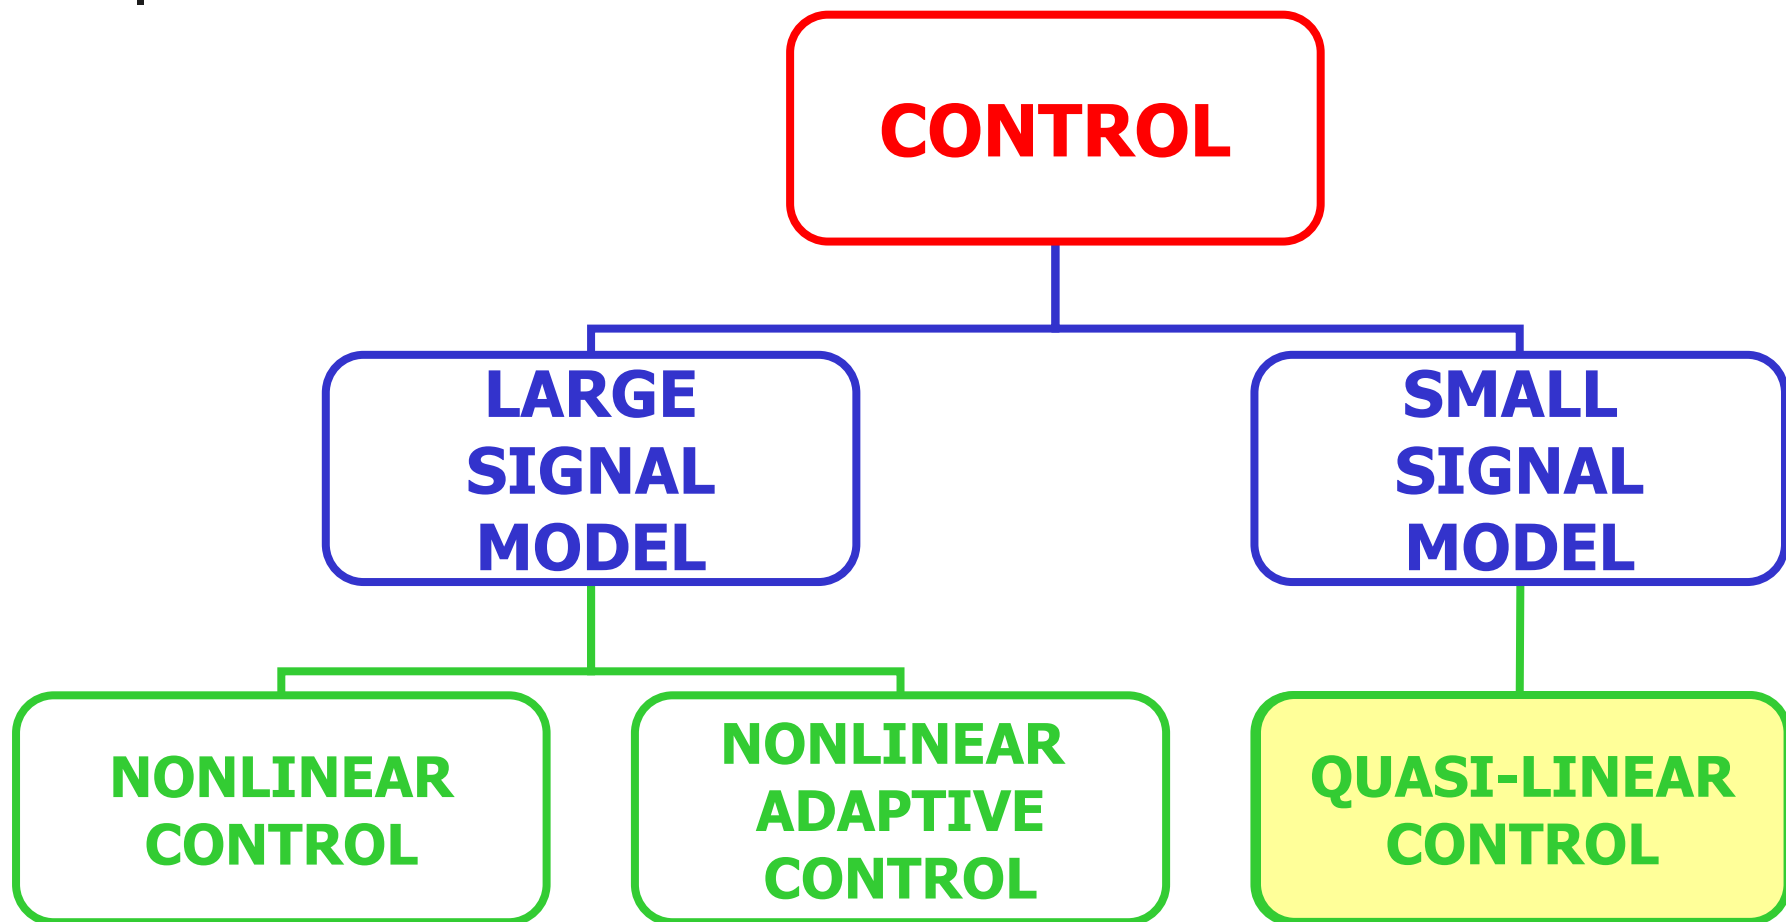 CONTROL
LARGE
SIGNAL
MODEL
SMALL
SIGNAL
MODEL
NONLINEAR
CONTROL
NONLINEAR
ADAPTIVE
CONTROL
QUASI-LINEAR
CONTROL